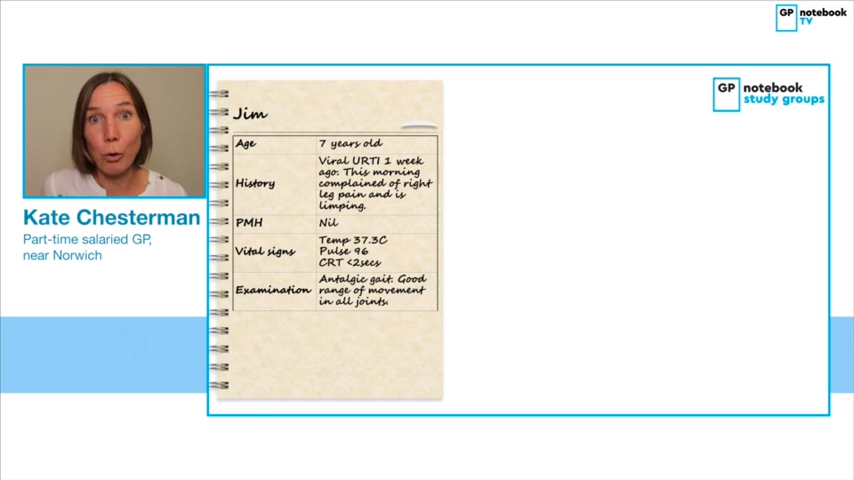 GP notebook
TV
GP notebook
study groups
Kate Chesterman
Part-time salaried GP,
near Norwich
Jim
Age 7 years old
History Viral URTI 1 week
ago. This morning
complained of right
leg pain and is
limping.
PMH Nil
Vital signs Temp 37.3C
Pulse 96
CRT <2secs
Examination Antalgic gait. Good
range of movement
in all joints.